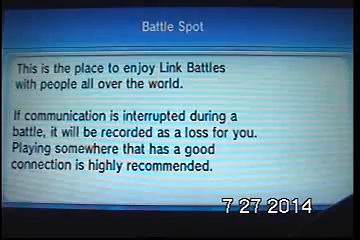 Battle Spot
This is the place to enjoy Link Battles
with people all over the world.
If communication is interrupted during a
battle, it will be recorded as a loss for you.
Playing somewhere that has a good
connection is highly recommended.
7 27 2014